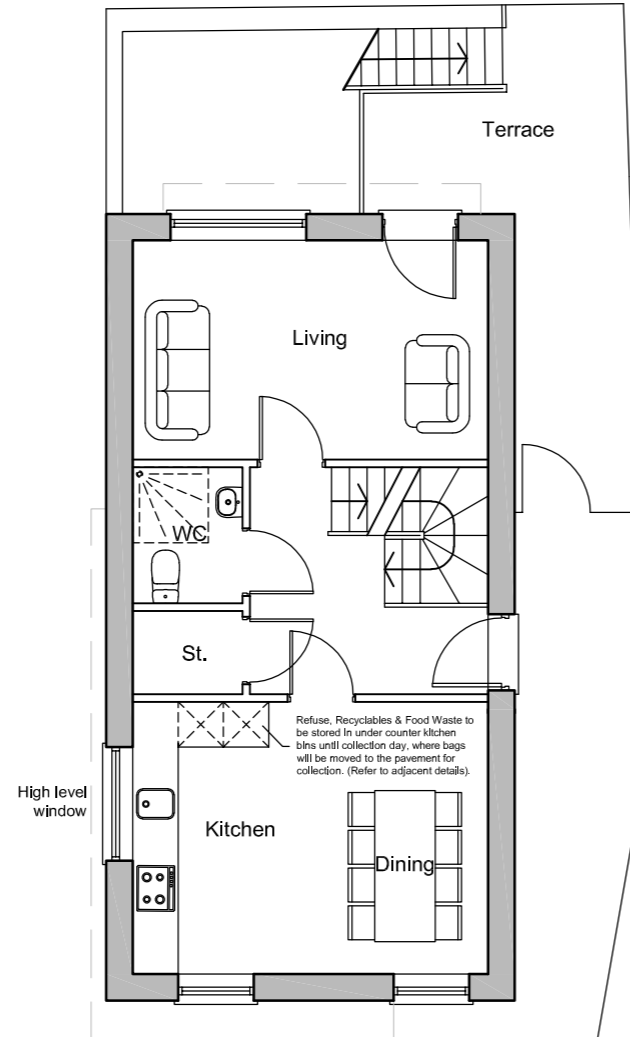 Terrace
Living
WC
St.
Refuse, Recyclables & Food Waste to
be stored in under counter kitchen
bins until collection day, where bags
will be moved to the pavement for
collection. (Refer to adjacent details).
High level
window
Kitchen
Dining